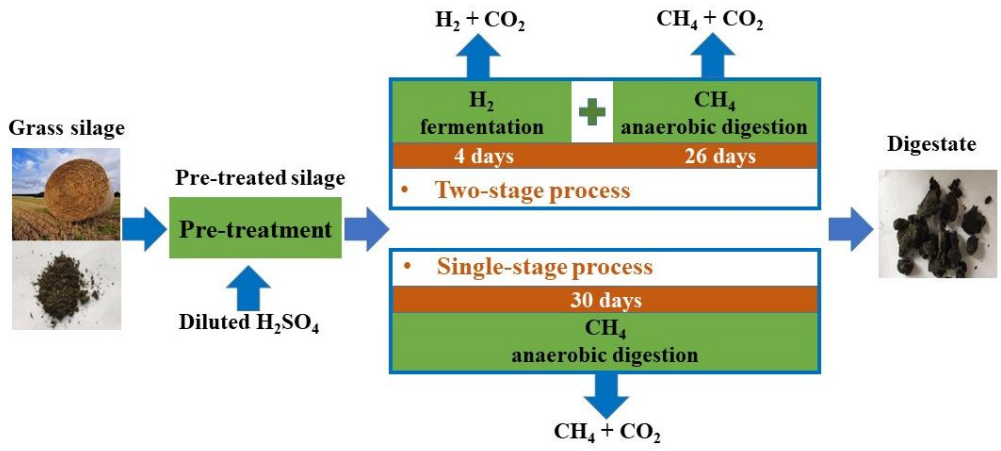 Grass silage
Pre-treated silage
Pre-treatment
Diluted H₂SO₄
H₂ + CO₂
CH₄ + CO₂
H₂
fermentation
CH₄
anaerobic digestion
4 days
26 days
• Two-stage process
• Single-stage process
30 days
CH₄
anaerobic digestion
CH₄ + CO₂
Digestate